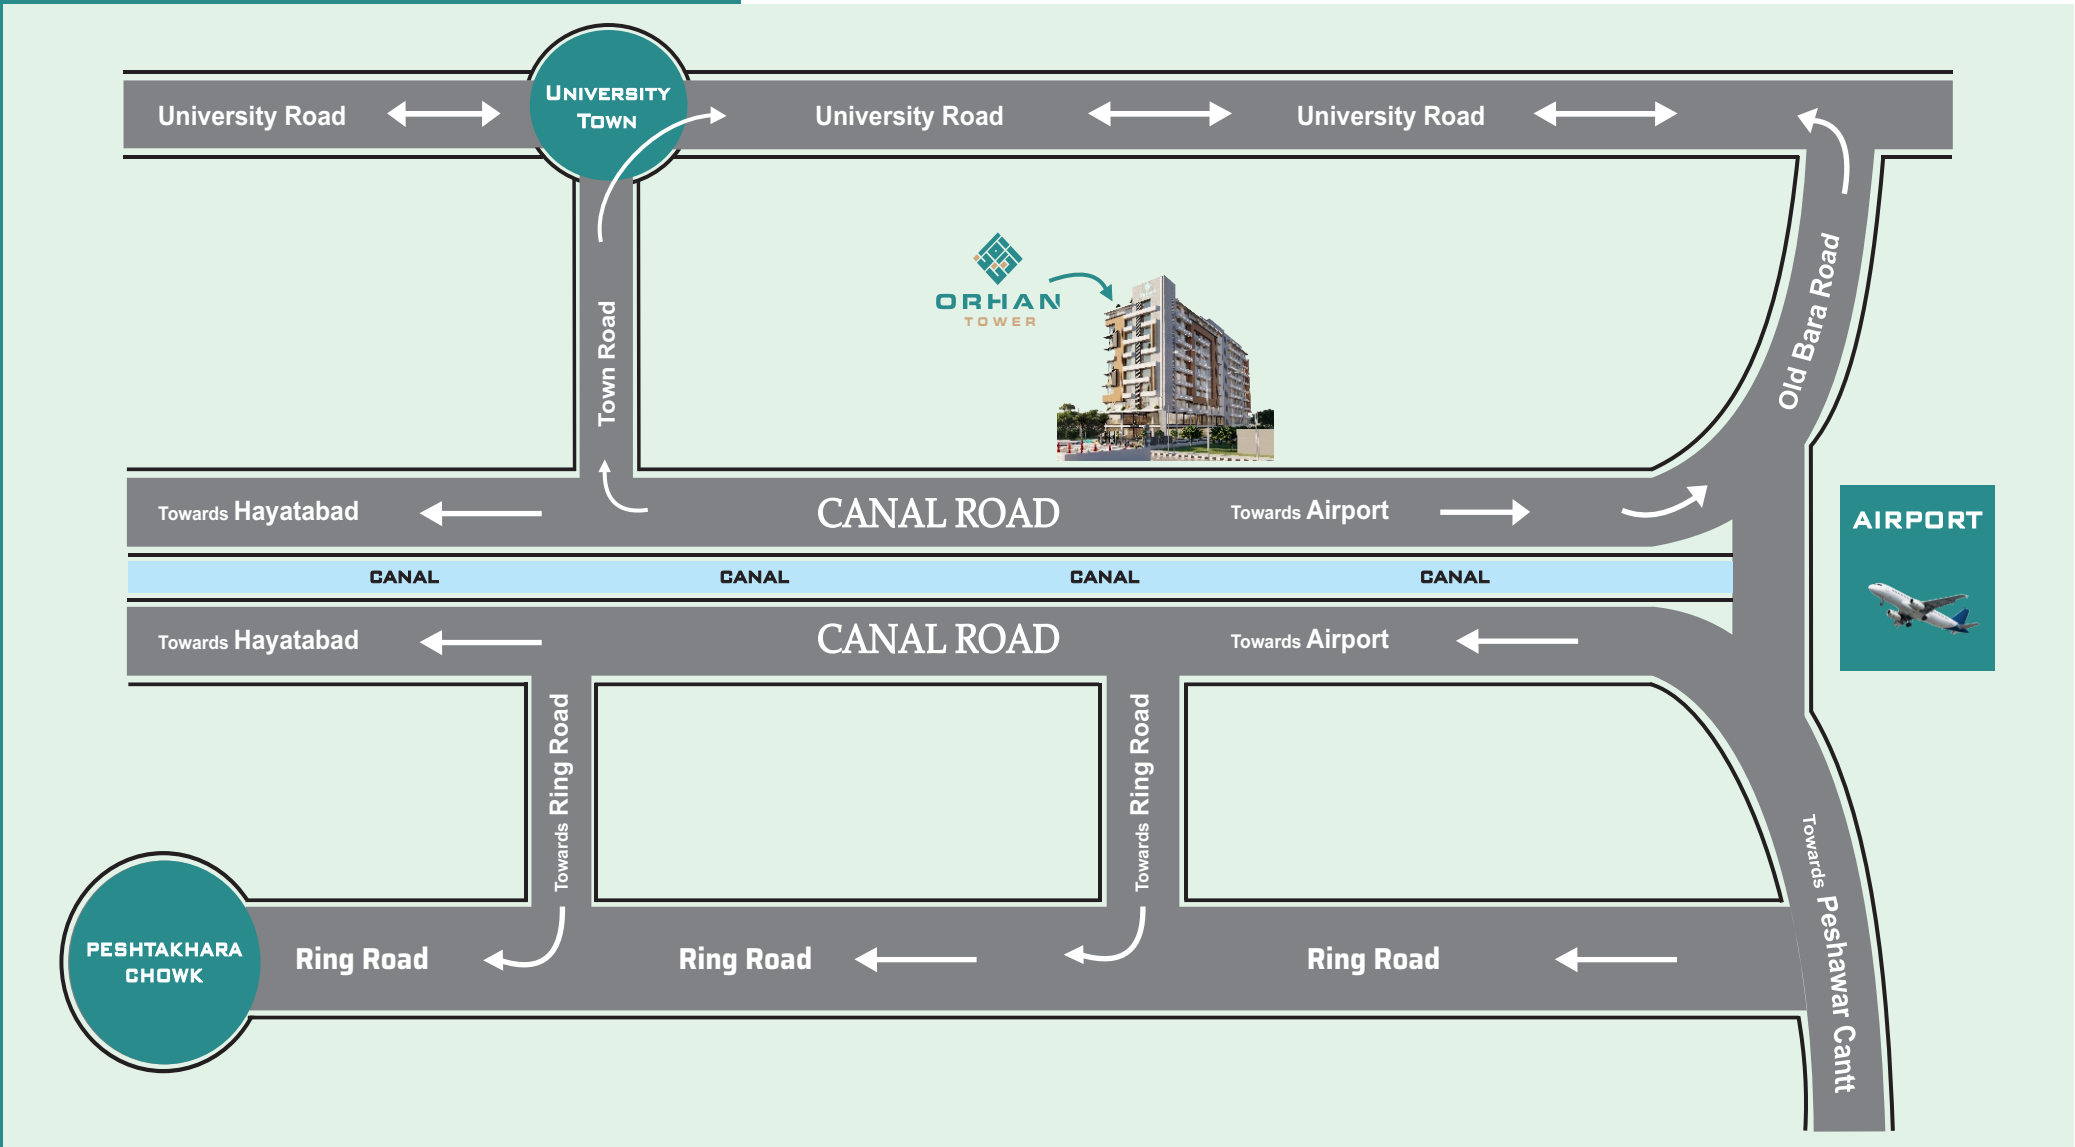 University Road
UNIVERSITY
TOWN
University Road
University Road
ORHAN
TOWER
Town Road
Old Bara Road
Towards Hayatabad
CANAL ROAD
Towards Airport
AIRPORT
CANAL
CANAL
CANAL
CANAL
Towards Hayatabad
CANAL ROAD
Towards Airport
Towards Ring Road
Towards Ring Road
Towards Peshawar Cantt
PESHTAKHARA
CHOWK
Ring Road
Ring Road
Ring Road